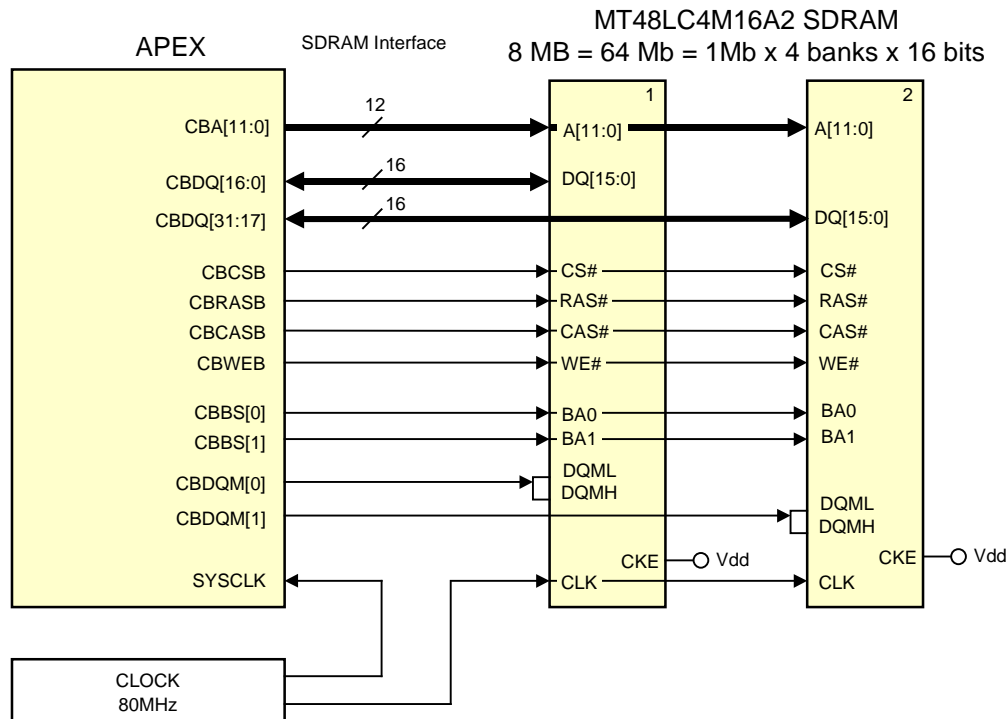 MT48LC4M16A2 SDRAM
8 MB = 64 Mb = 1Mb x 4 banks x 16 bits
APEX
SDRAM Interface
1
2
CBA[11:0]
12
A[11:0]
A[11:0]
CBDQ[16:0]
16
DQ[15:0]
CBDQ[31:17]
16
DQ[15:0]
CBCSB
CS#
CS#
CBRASB
RAS#
RAS#
CBCASB
CAS#
CAS#
CBWEB
WE#
WE#
CBBS[0]
BA0
BA0
CBBS[1]
BA1
BA1
CBDQM[0]
DQML
DQMH
CBDQM[1]
DQML
DQMH
CKE
Vdd
CKE
Vdd
SYSCLK
CLK
CLK
CLOCK
80MHz